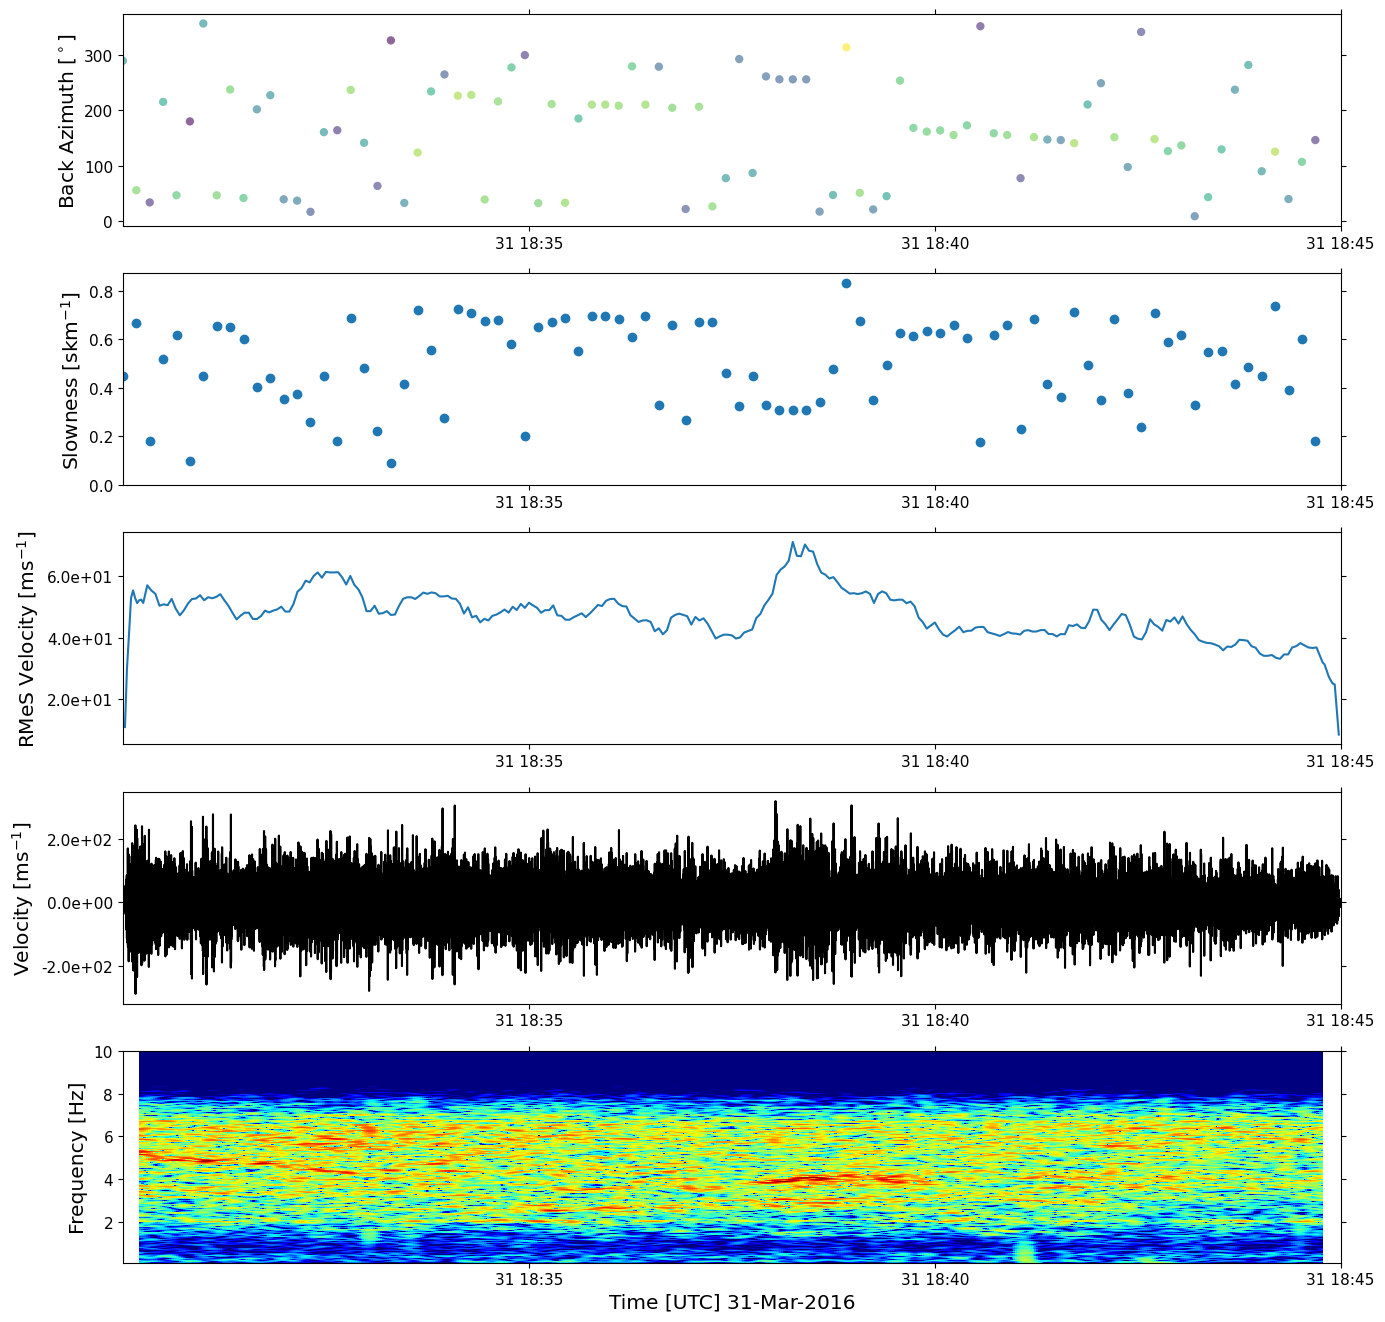 Back Azimuth [°]
300
200
100
0
31 18:35
31 18:40
31 18:45
Slowness [skm⁻¹]
0.8
0.6
0.4
0.2
0.0
31 18:35
31 18:40
31 18:45
RMeS Velocity [ms⁻¹]
6.0e+01
4.0e+01
2.0e+01
31 18:35
31 18:40
31 18:45
Velocity [ms⁻¹]
2.0e+02
0.0e+00
-2.0e+02
31 18:35
31 18:40
31 18:45
Frequency [Hz]
10
8
6
4
2
31 18:35
31 18:40
31 18:45
Time [UTC] 31-Mar-2016